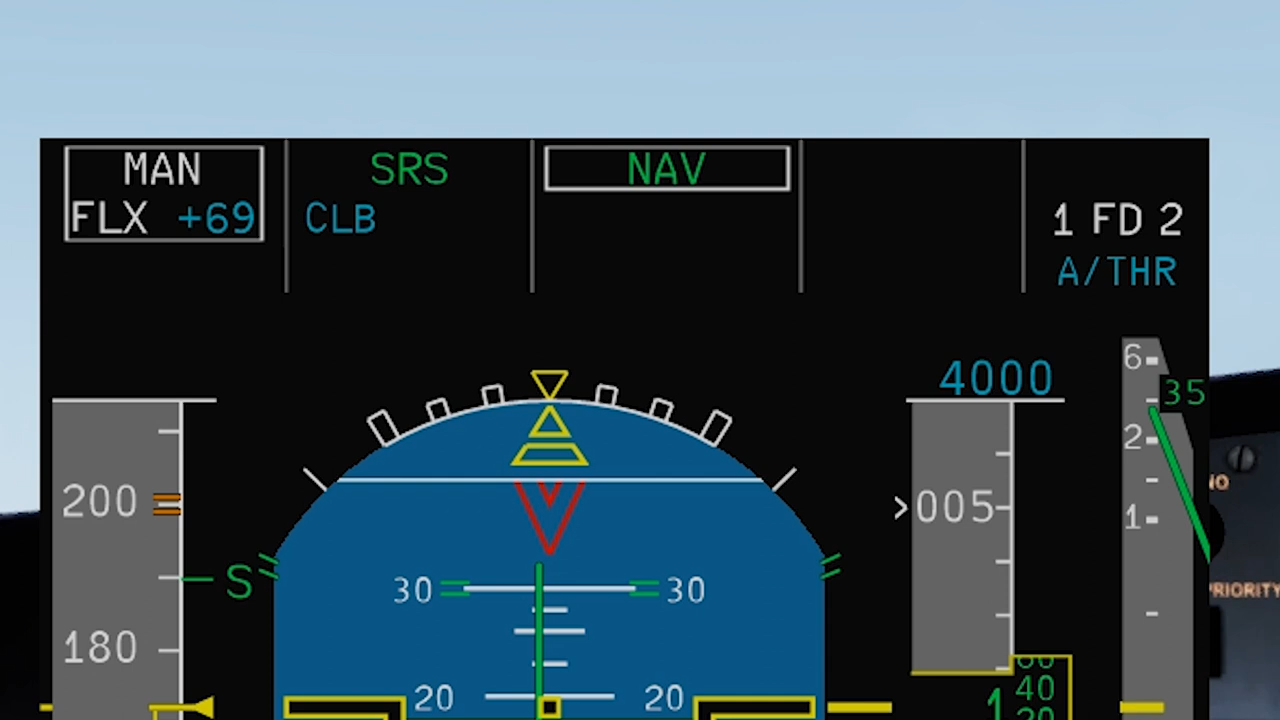 MAN SRS NAV
FLX +69 CLB 1 FD 2
A/THR
6
4000 35
2
200 >005
1
S
30 30
180
20 20
40
1
PRIORITY